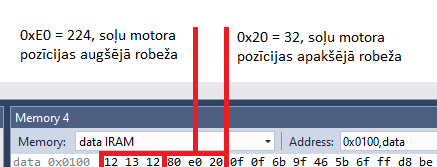 0xE0 = 224, soļu motora
pozīcijas augšējā robeža
0x20 = 32, soļu motora
pozīcijas apakšējā robeža
Memory 4
Memory: data IRAM Address: 0x0100,data
data 0x0100 12 13 12 80 e0 20 0f 0f 6b 9f 46 5b 6f ff d8 be